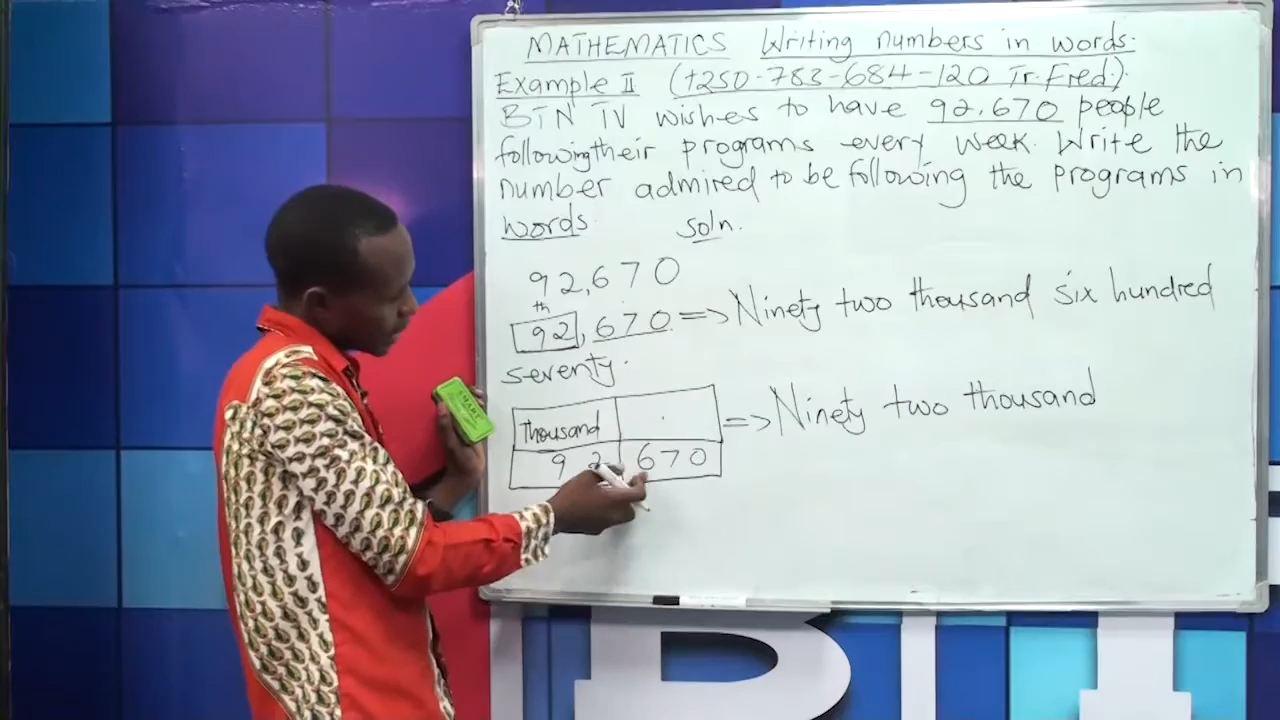 MATHEMATICS Writing numbers in words.
Example II (+250-783-684-120 Tr. Fred).
BTN TV wishes to have 92,670 people
following their programs every week. Write the
number admired to be following the programs in
words. soln.
92,670
th
92,670 => Ninety two thousand six hundred
seventy.
thousand . => Ninety two thousand
92 670
SMART
BT